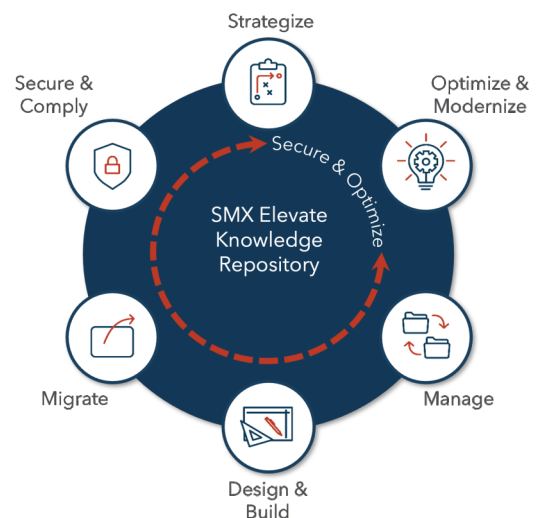 Strategize
Secure &
Comply
Optimize &
Modernize
Secure & Optimize
SMX Elevate
Knowledge
Repository
Migrate
Manage
Design &
Build